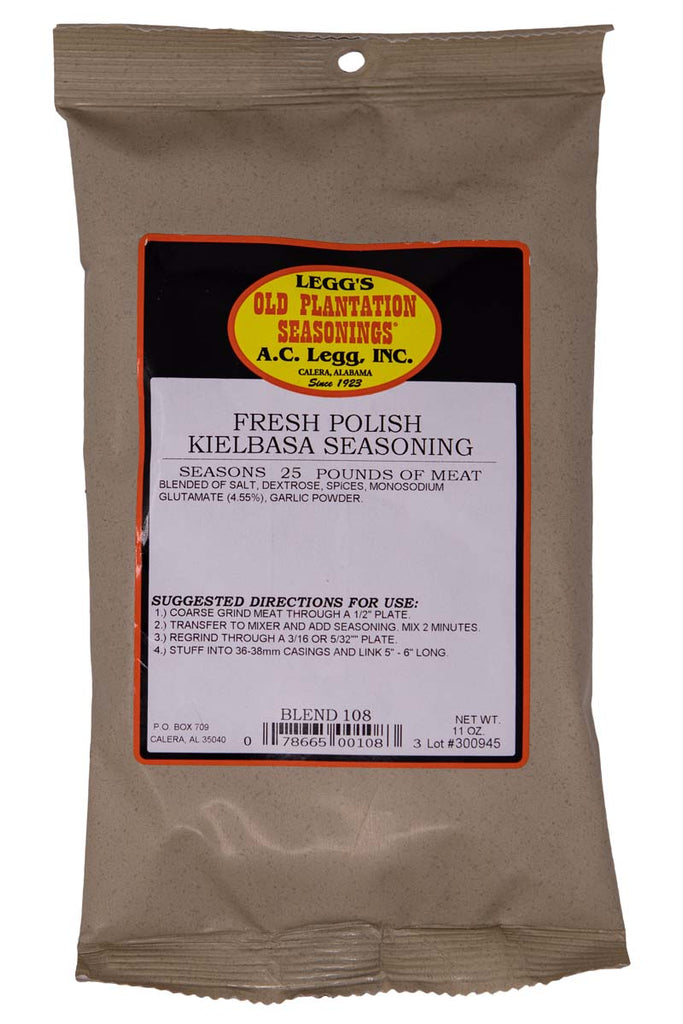 LEGG'S
OLD PLANTATION
SEASONINGS®
A.C. LEGG, INC.
CALERA, ALABAMA
Since 1923
FRESH POLISH
KIELBASA SEASONING
SEASONS 25 POUNDS OF MEAT
BLENDED OF SALT, DEXTROSE, SPICES, MONOSODIUM
GLUTAMATE (4.55%), GARLIC POWDER.
SUGGESTED DIRECTIONS FOR USE:
1.) COARSE GRIND MEAT THROUGH A 1/2" PLATE.
2.) TRANSFER TO MIXER AND ADD SEASONING. MIX 2 MINUTES.
3.) REGRIND THROUGH A 3/16 OR 5/32"" PLATE.
4.) STUFF INTO 36-38mm CASINGS AND LINK 5" - 6" LONG.
BLEND 108
P.O. BOX 709
CALERA, AL 35040
0 78665 00108 3
NET WT.
11 OZ.
Lot #300945